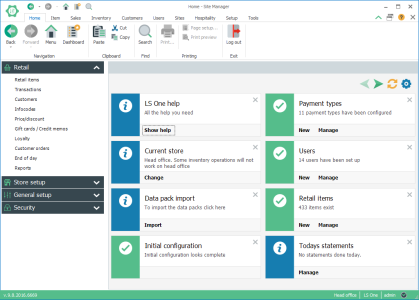 Home - Site Manager
Home Item Sales Inventory Customers Users Sites Hospitality Setup Tools
Back Forward Menu Dashboard Paste Cut Copy Search Print... Page setup... Print preview Log out
Navigation Clipboard Find Printing Exit
Retail
Retail items
Transactions
Customers
Infocodes
Price/discount
Gift cards / Credit memos
Loyalty
Customer orders
End of day
Reports
Store setup
General setup
Security
LS One help
All the help you need
Show help
Payment types
11 payment types have been configured
New Manage
Current store
Head office, Some inventory operations will not work on head office
Change
Users
14 users have been set up
New Manage
Data pack import
To import the data packs click here
Import
Retail items
433 items exist
New Manage
Initial configuration
Initial configuration looks complete
Todays statements
No statements done today.
Manage
Head office LS One admin